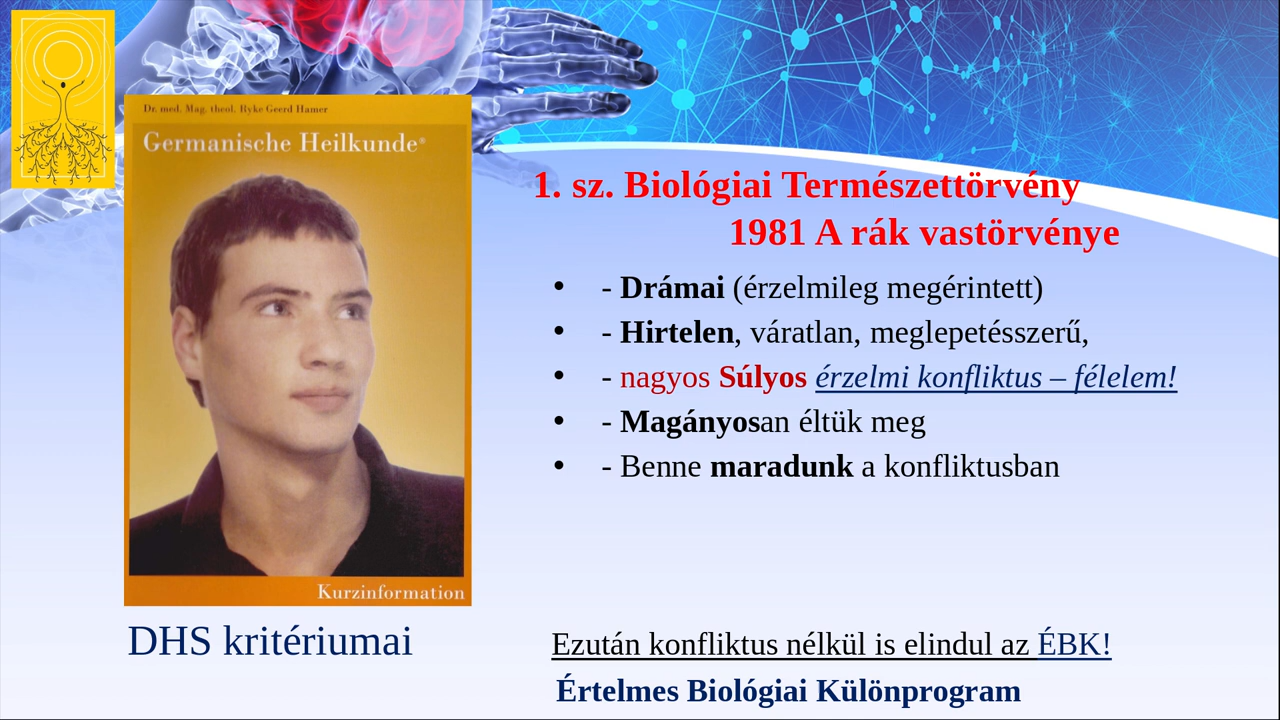 Dr. med. Mag. theol. Ryke Geerd Hamer
Germanische Heilkunde®
Kurzinformation
DHS kritériumai
1. sz. Biológiai Természettörvény
1981 A rák vastörvénye
• - Drámai (érzelmileg megérintett)
• - Hirtelen, váratlan, meglepetésszerű,
• - nagyos Súlyos érzelmi konfliktus – félelem!
• - Magányosan éltük meg
• - Benne maradunk a konfliktusban
Ezután konfliktus nélkül is elindul az ÉBK!
Értelmes Biológiai Különprogram